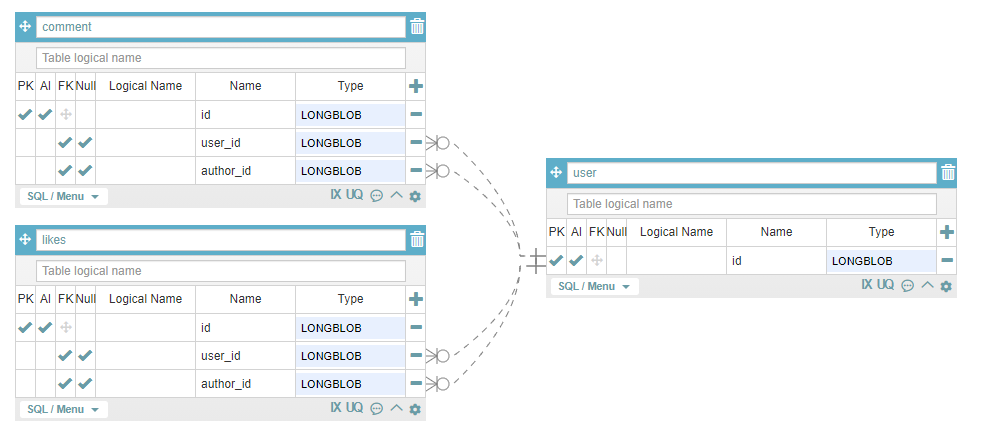 comment
Table logical name
PK AI FK Null Logical Name Name Type
id LONGBLOB
user_id LONGBLOB
author_id LONGBLOB
SQL / Menu IX UQ
likes
Table logical name
PK AI FK Null Logical Name Name Type
id LONGBLOB
user_id LONGBLOB
author_id LONGBLOB
SQL / Menu IX UQ
user
Table logical name
PK AI FK Null Logical Name Name Type
id LONGBLOB
SQL / Menu IX UQ